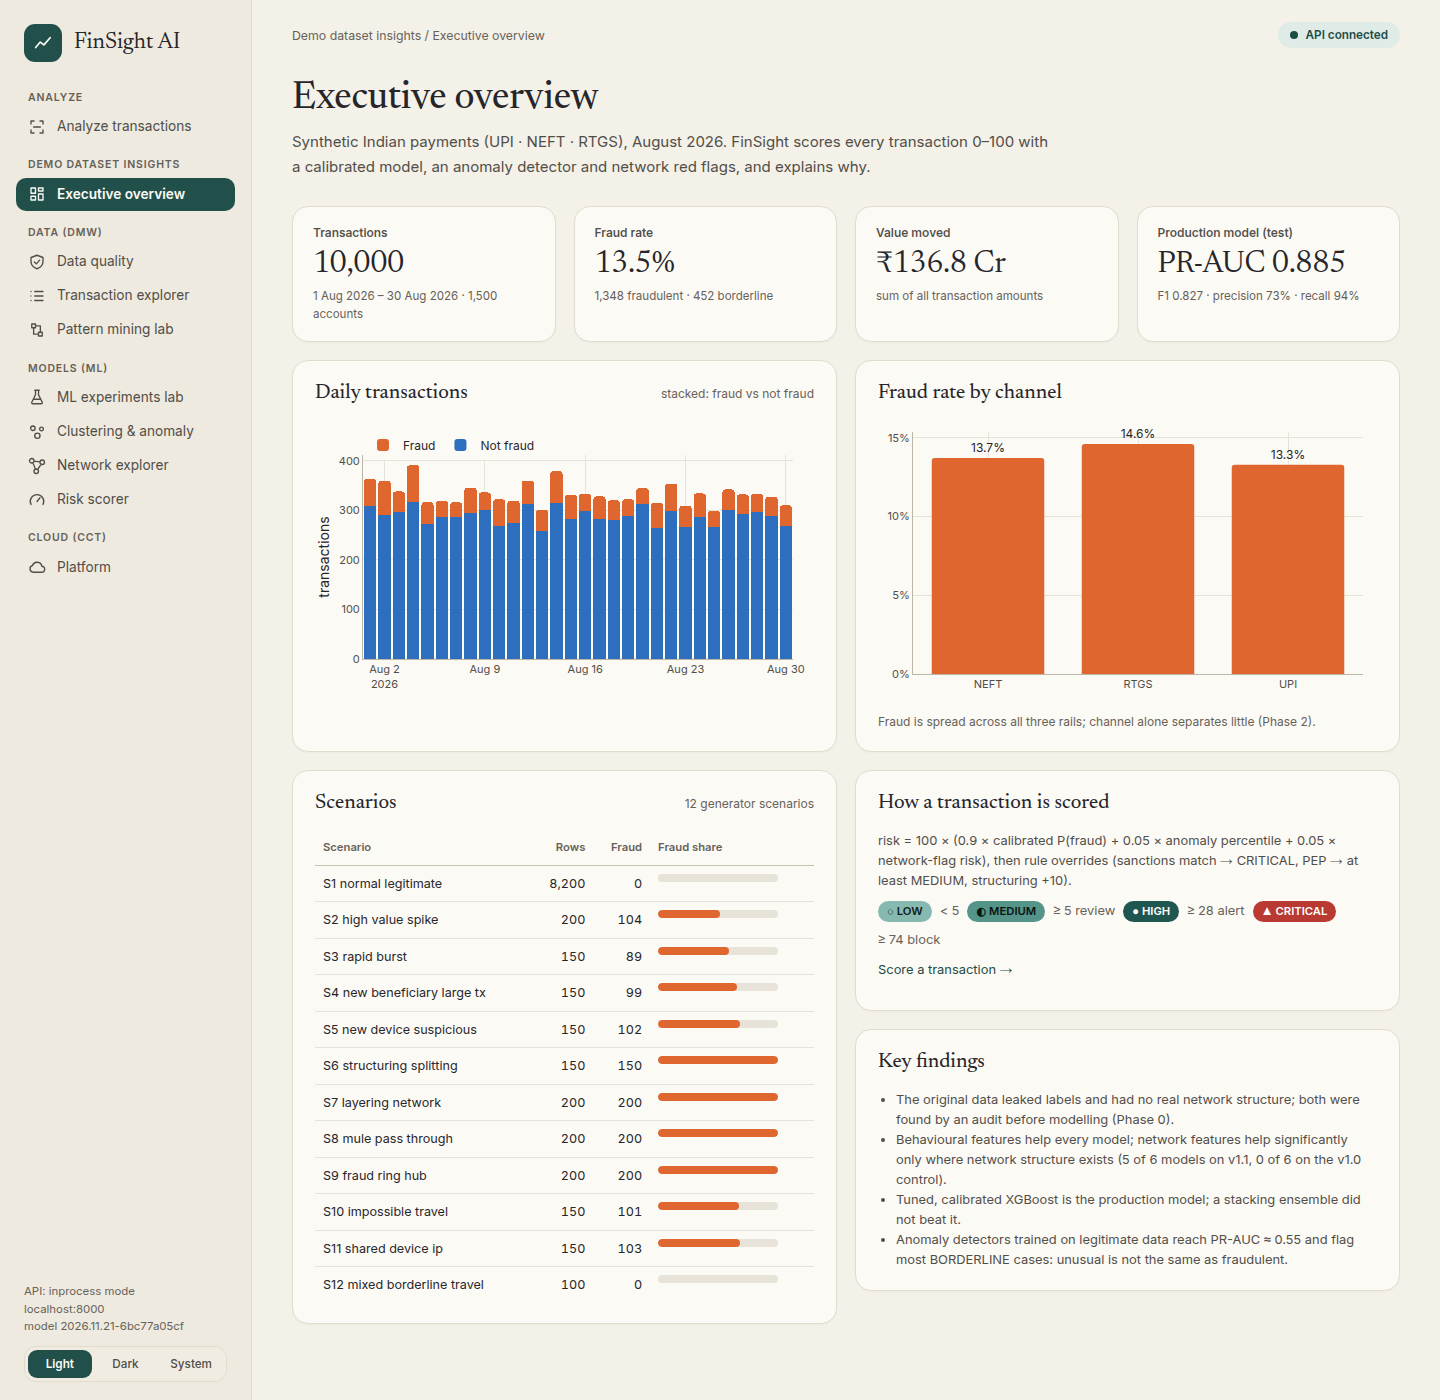 FinSight AI
ANALYZE
Analyze transactions
DEMO DATASET INSIGHTS
Executive overview
DATA (DMW)
Data quality
Transaction explorer
Pattern mining lab
MODELS (ML)
ML experiments lab
Clustering & anomaly
Network explorer
Risk scorer
CLOUD (CCT)
Platform
API: inprocess mode
localhost:8000
model 2026.11.21-6bc77a05cf
Light Dark System
Demo dataset insights / Executive overview
API connected
Executive overview
Synthetic Indian payments (UPI · NEFT · RTGS), August 2026. FinSight scores every transaction 0–100 with
a calibrated model, an anomaly detector and network red flags, and explains why.
Transactions
10,000
1 Aug 2026 – 30 Aug 2026 · 1,500
accounts
Fraud rate
13.5%
1,348 fraudulent · 452 borderline
Value moved
₹136.8 Cr
sum of all transaction amounts
Production model (test)
PR-AUC 0.885
F1 0.827 · precision 73% · recall 94%
Daily transactions
stacked: fraud vs not fraud
Fraud Not fraud
transactions
400
300
200
100
0
Aug 2 Aug 9 Aug 16 Aug 23 Aug 30
2026
Fraud rate by channel
15%
10%
5%
0%
13.7% 14.6% 13.3%
NEFT RTGS UPI
Fraud is spread across all three rails; channel alone separates little (Phase 2).
Scenarios
12 generator scenarios
Scenario Rows Fraud Fraud share
S1 normal legitimate 8,200 0
S2 high value spike 200 104
S3 rapid burst 150 89
S4 new beneficiary large tx 150 99
S5 new device suspicious 150 102
S6 structuring splitting 150 150
S7 layering network 200 200
S8 mule pass through 200 200
S9 fraud ring hub 200 200
S10 impossible travel 150 101
S11 shared device ip 150 103
S12 mixed borderline travel 100 0
How a transaction is scored
risk = 100 × (0.9 × calibrated P(fraud) + 0.05 × anomaly percentile + 0.05 ×
network-flag risk), then rule overrides (sanctions match → CRITICAL, PEP → at
least MEDIUM, structuring +10).
○ LOW < 5 ◐ MEDIUM ≥ 5 review ● HIGH ≥ 28 alert ▲ CRITICAL
≥ 74 block
Score a transaction →
Key findings
• The original data leaked labels and had no real network structure; both were
found by an audit before modelling (Phase 0).
• Behavioural features help every model; network features help significantly
only where network structure exists (5 of 6 models on v1.1, 0 of 6 on the v1.0
control).
• Tuned, calibrated XGBoost is the production model; a stacking ensemble did
not beat it.
• Anomaly detectors trained on legitimate data reach PR-AUC ≈ 0.55 and flag
most BORDERLINE cases: unusual is not the same as fraudulent.